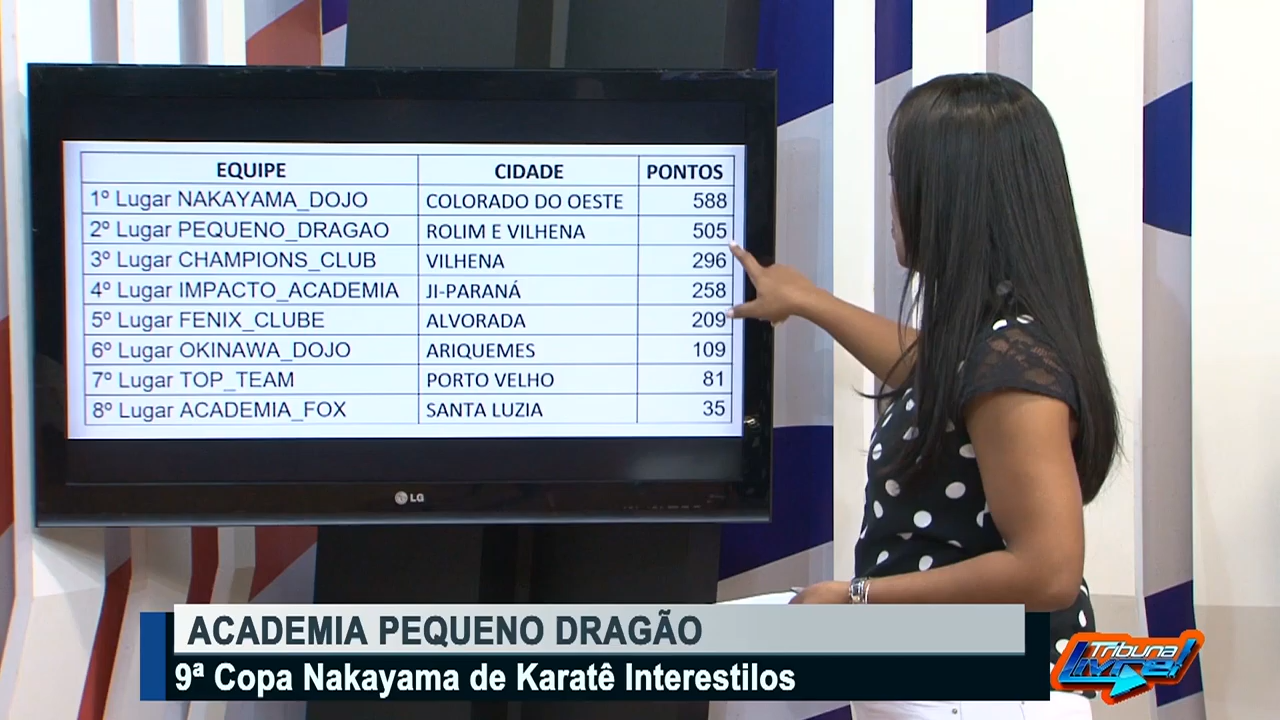 EQUIPE CIDADE PONTOS
1º Lugar NAKAYAMA_DOJO COLORADO DO OESTE 588
2º Lugar PEQUENO_DRAGAO ROLIM E VILHENA 505
3º Lugar CHAMPIONS_CLUB VILHENA 296
4º Lugar IMPACTO_ACADEMIA JI-PARANÁ 258
5º Lugar FENIX_CLUBE ALVORADA 209
6º Lugar OKINAWA_DOJO ARIQUEMES 109
7º Lugar TOP_TEAM PORTO VELHO 81
8º Lugar ACADEMIA_FOX SANTA LUZIA 35
LG
ACADEMIA PEQUENO DRAGÃO
9ª Copa Nakayama de Karatê Interestilos
Tribuna
Livre!